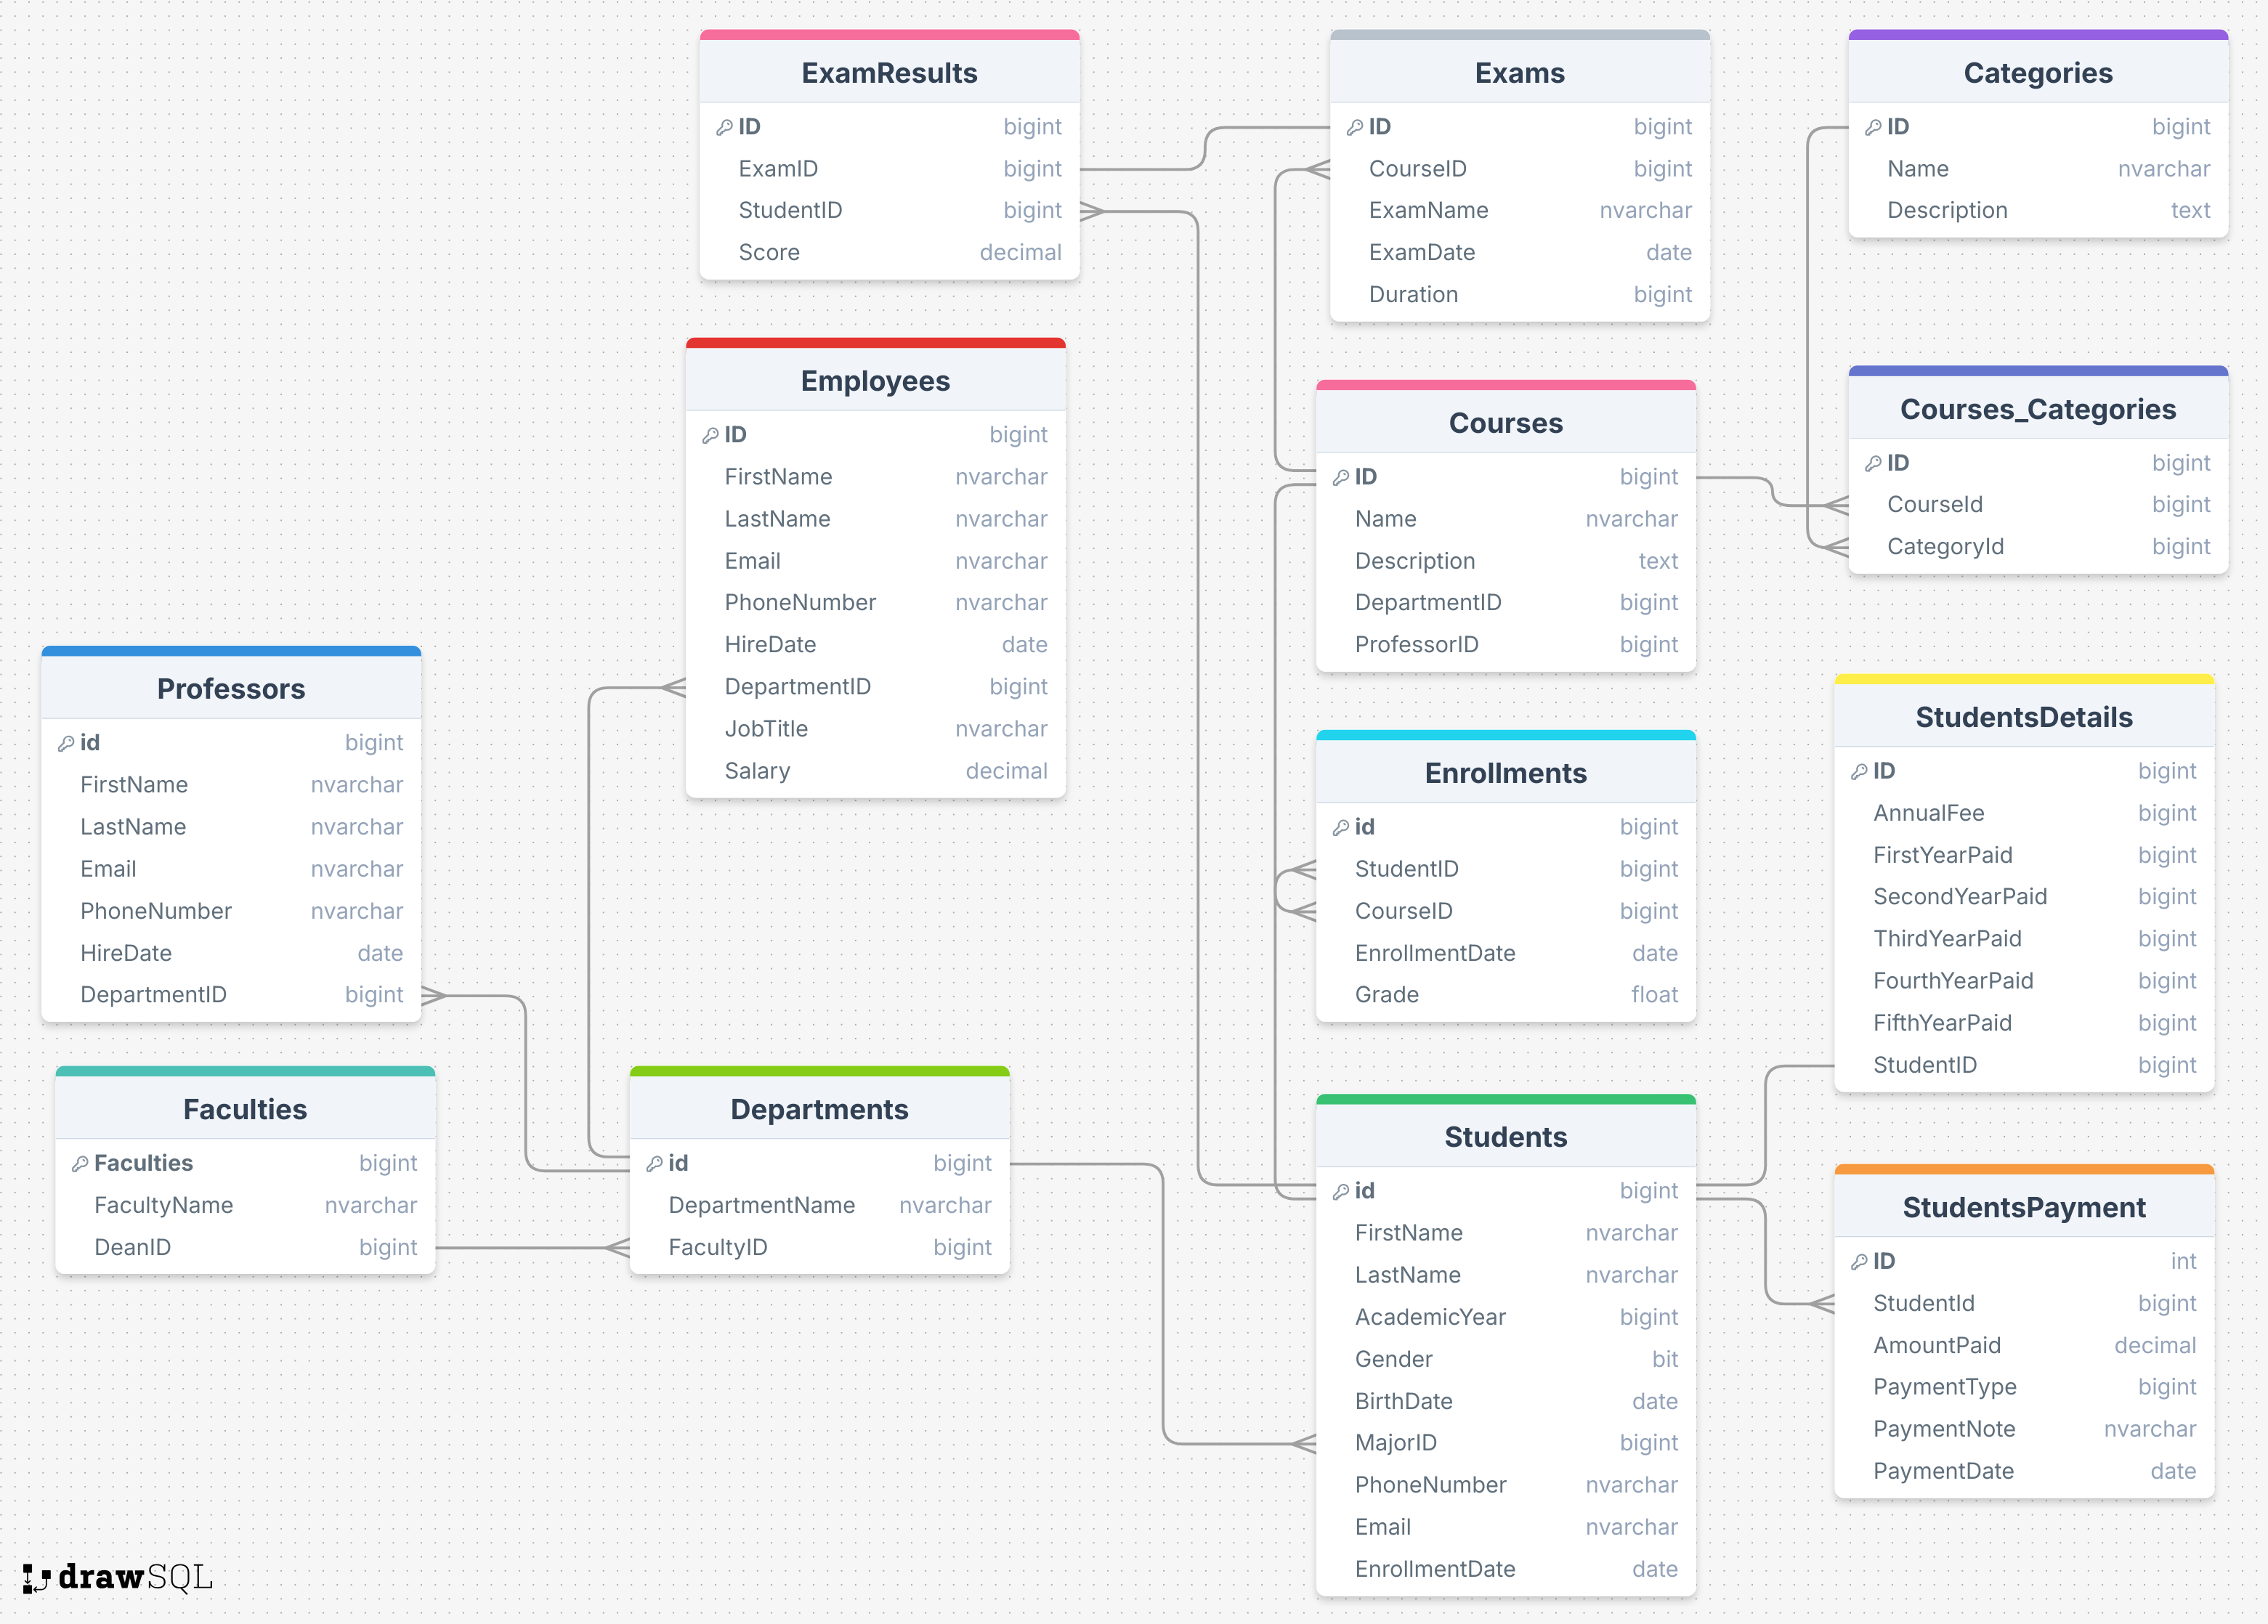 ExamResults
ID bigint
ExamID bigint
StudentID bigint
Score decimal
Exams
ID bigint
CourseID bigint
ExamName nvarchar
ExamDate date
Duration bigint
Categories
ID bigint
Name nvarchar
Description text
Employees
ID bigint
FirstName nvarchar
LastName nvarchar
Email nvarchar
PhoneNumber nvarchar
HireDate date
DepartmentID bigint
JobTitle nvarchar
Salary decimal
Courses
ID bigint
Name nvarchar
Description text
DepartmentID bigint
ProfessorID bigint
Courses_Categories
ID bigint
CourseId bigint
CategoryId bigint
Professors
id bigint
FirstName nvarchar
LastName nvarchar
Email nvarchar
PhoneNumber nvarchar
HireDate date
DepartmentID bigint
Enrollments
id bigint
StudentID bigint
CourseID bigint
EnrollmentDate date
Grade float
StudentsDetails
ID bigint
AnnualFee bigint
FirstYearPaid bigint
SecondYearPaid bigint
ThirdYearPaid bigint
FourthYearPaid bigint
FifthYearPaid bigint
StudentID bigint
Faculties
Faculties bigint
FacultyName nvarchar
DeanID bigint
Departments
id bigint
DepartmentName nvarchar
FacultyID bigint
Students
id bigint
FirstName nvarchar
LastName nvarchar
AcademicYear bigint
Gender bit
BirthDate date
MajorID bigint
PhoneNumber nvarchar
Email nvarchar
EnrollmentDate date
StudentsPayment
ID int
StudentId bigint
AmountPaid decimal
PaymentType bigint
PaymentNote nvarchar
PaymentDate date
drawSQL